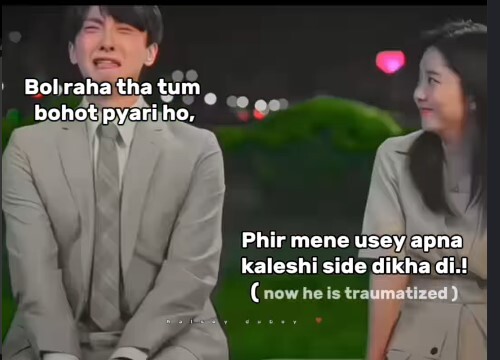 Bol raha tha tum
bohot pyari ho,
Phir mene usey apna
kaleshi side dikha di.!
( now he is traumatized )